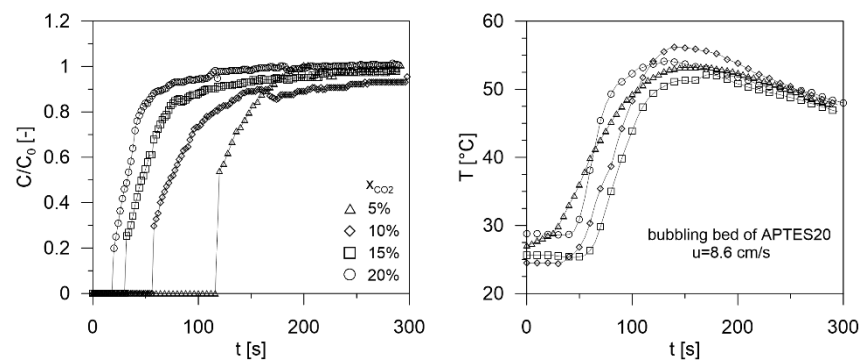 1.2
1
0.8
0.6
0.4
0.2
0
C/C0 [-]
xCO2
5%
10%
15%
20%
0 100 200 300
t [s]
60
50
40
30
20
T [°C]
bubbling bed of APTES20
u=8.6 cm/s
0 100 200 300
t [s]